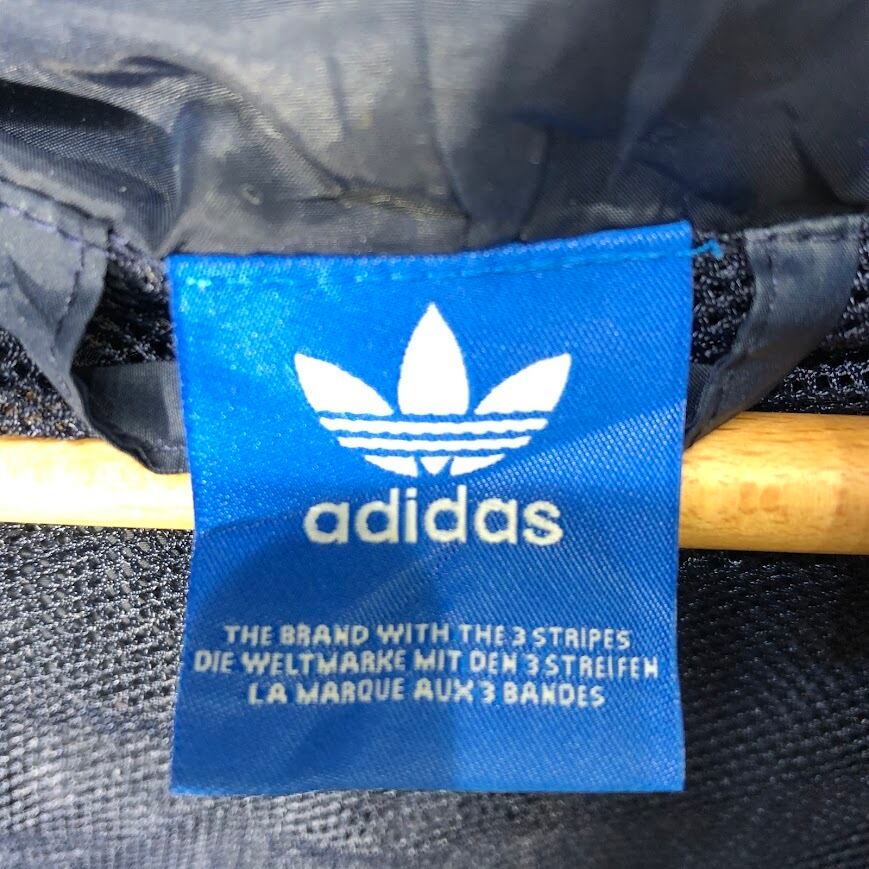 adidas
THE BRAND WITH THE 3 STRIPES
DIE WELTMARKE MIT DEN 3 STREIFEN
LA MARQUE AUX 3 BANDES